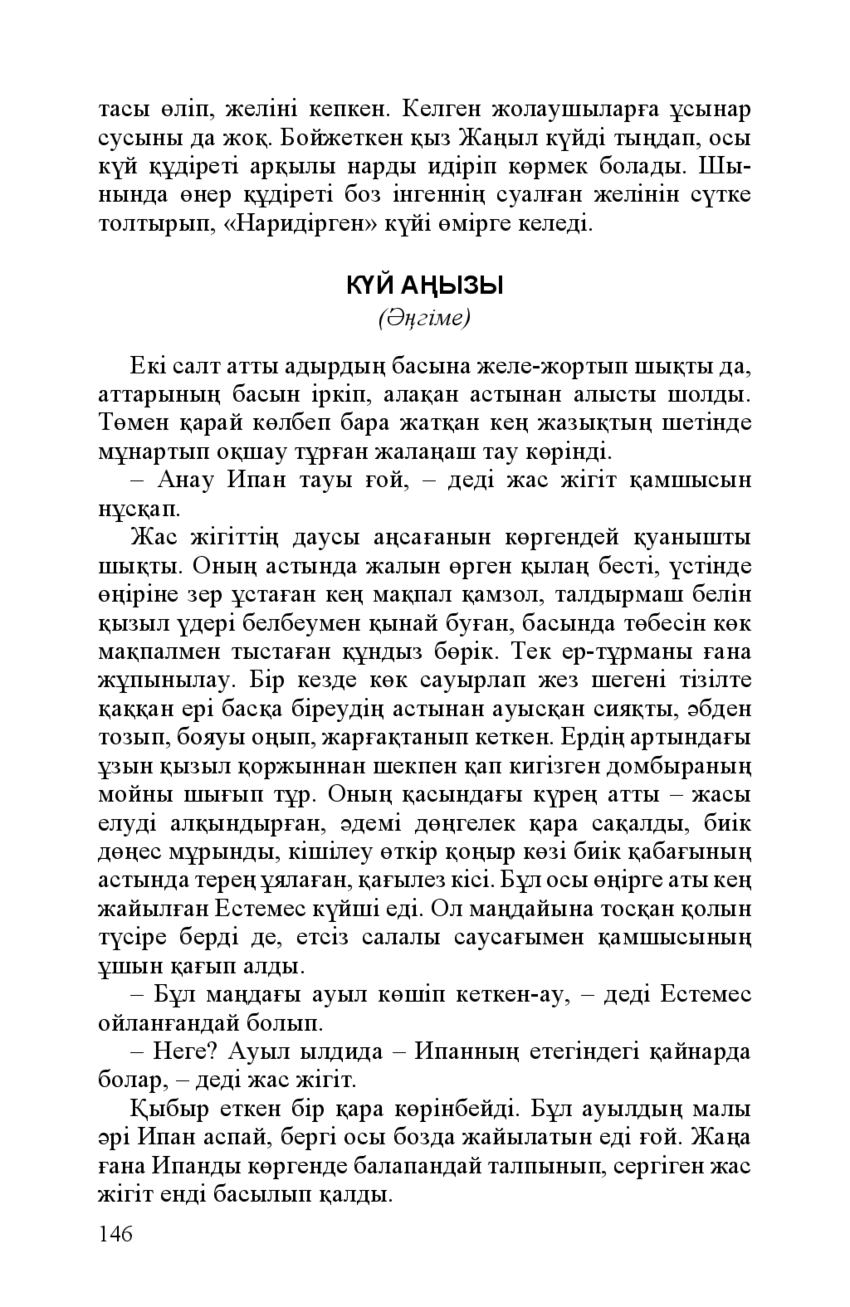 тасы өліп, желіні кепкен. Келген жолаушыларға ұсынар
сусыны да жоқ. Бойжеткен қыз Жаңыл күйді тыңдап, осы
күй құдіреті арқылы нарды идіріп көрмек болады. Шы-
нында өнер құдіреті боз інгеннің суалған желінін сүтке
толтырып, «Наридірген» күйі өмірге келеді.
КҮЙ АҢЫЗЫ
(Әңгіме)
Екі салт атты адырдың басына желе-жортып шықты да,
аттарының басын іркіп, алақан астынан алысты шолды.
Төмен қарай көлбеп бара жатқан кең жазықтың шетінде
мұнартып оқшау тұрған жалаңаш тау көрінді.
– Анау Ипан тауы ғой, – деді жас жігіт қамшысын
нұсқап.
Жас жігіттің даусы аңсағанын көргендей қуанышты
шықты. Оның астында жалын өрген қылаң бесті, үстінде
өңіріне зер ұстаған кең мақпал қамзол, талдырмаш белін
қызыл үдері белбеумен қынай буған, басында төбесін көк
мақпалмен тыстаған құндыз бөрік. Тек ер-тұрманы ғана
жұпынылау. Бір кезде көк сауырлап жез шегені тізілте
қаққан ері басқа біреудің астынан ауысқан сияқты, әбден
тозып, бояуы оңып, жарғақтанып кеткен. Ердің артындағы
ұзын қызыл қоржыннан шекпен қап кигізген домбыраның
мойны шығып тұр. Оның қасындағы күрең атты – жасы
елуді алқындырған, әдемі дөңгелек қара сақалды, биік
дөңес мұрынды, кішілеу өткір қоңыр көзі биік қабағының
астында терең ұялаған, қағылез кісі. Бұл осы өңірге аты кең
жайылған Естемес күйші еді. Ол маңдайына тосқан қолын
түсіре берді де, етсіз салалы саусағымен қамшысының
ұшын қағып алды.
– Бұл маңдағы ауыл көшіп кеткен-ау, – деді Естемес
ойланғандай болып.
– Неге? Ауыл ылдида – Ипанның етегіндегі қайнарда
болар, – деді жас жігіт.
Қыбыр еткен бір қара көрінбейді. Бұл ауылдың малы
әрі Ипан аспай, бергі осы бозда жайылатын еді ғой. Жаңа
ғана Ипанды көргенде балапандай талпынып, сергіген жас
жігіт енді басылып қалды.
146